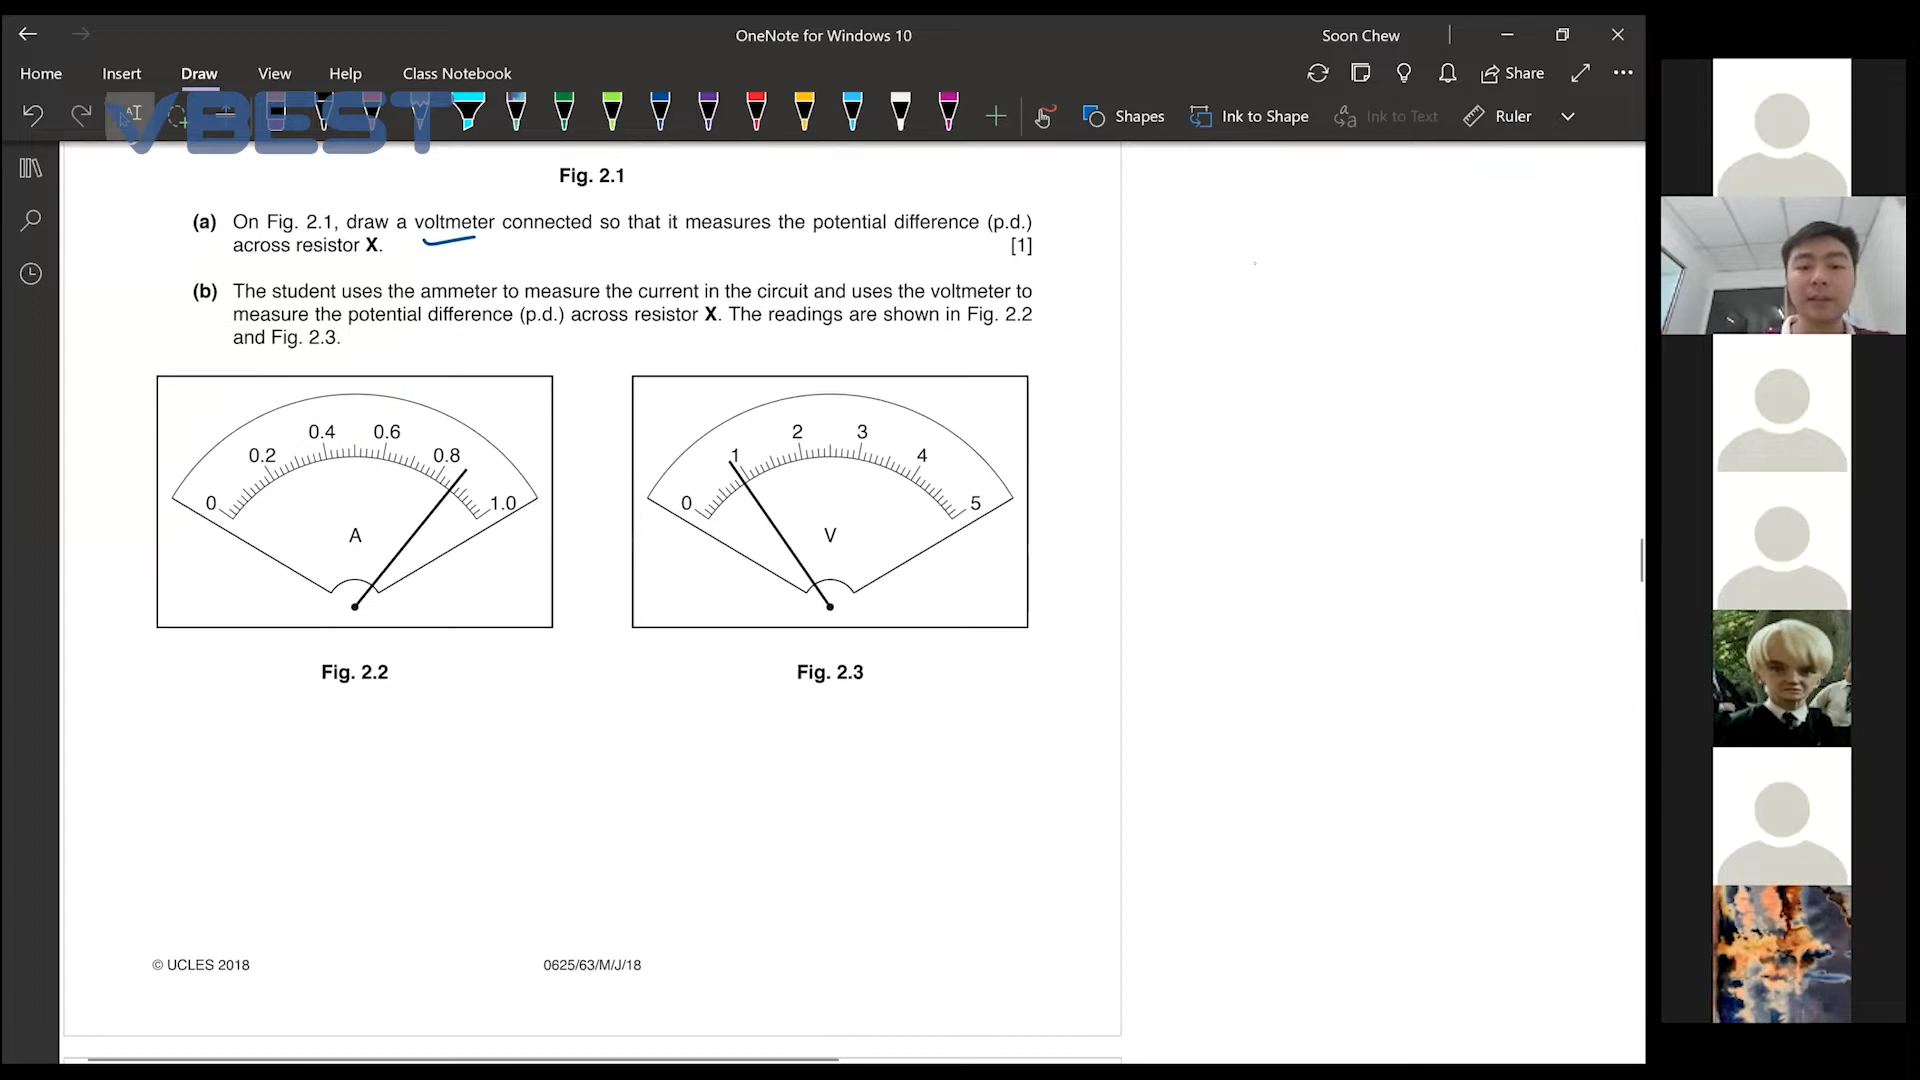 OneNote for Windows 10
Soon Chew
Home Insert Draw View Help Class Notebook
Share
VBEST
Shapes Ink to Shape Ink to Text Ruler
Fig. 2.1
(a) On Fig. 2.1, draw a voltmeter connected so that it measures the potential difference (p.d.)
across resistor X. [1]
(b) The student uses the ammeter to measure the current in the circuit and uses the voltmeter to
measure the potential difference (p.d.) across resistor X. The readings are shown in Fig. 2.2
and Fig. 2.3.
0 0.2 0.4 0.6 0.8 1.0
A
0 1 2 3 4 5
V
Fig. 2.2
Fig. 2.3
© UCLES 2018
0625/63/M/J/18